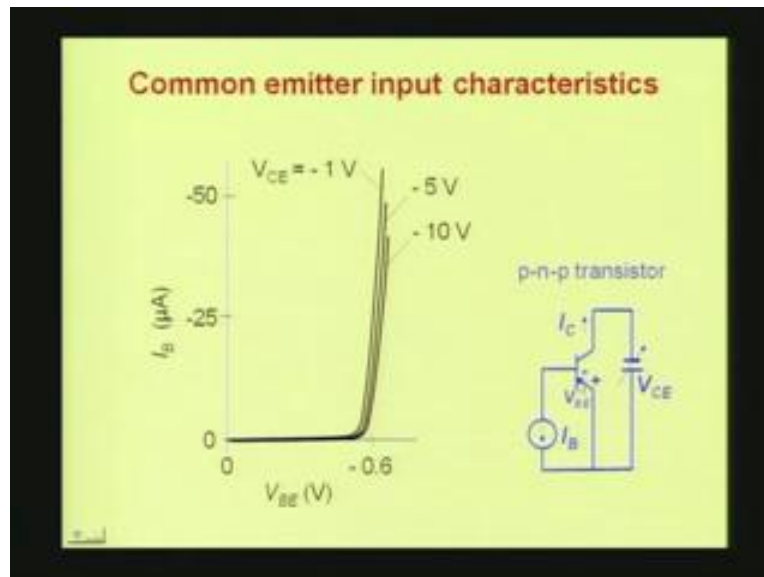 Common emitter input characteristics
V_CE = - 1 V
- 5 V
- 10 V
-50
-25
0
I_B (μA)
0
- 0.6
V_BE (V)
p-n-p transistor
I_C
V_BE
V_CE
I_B